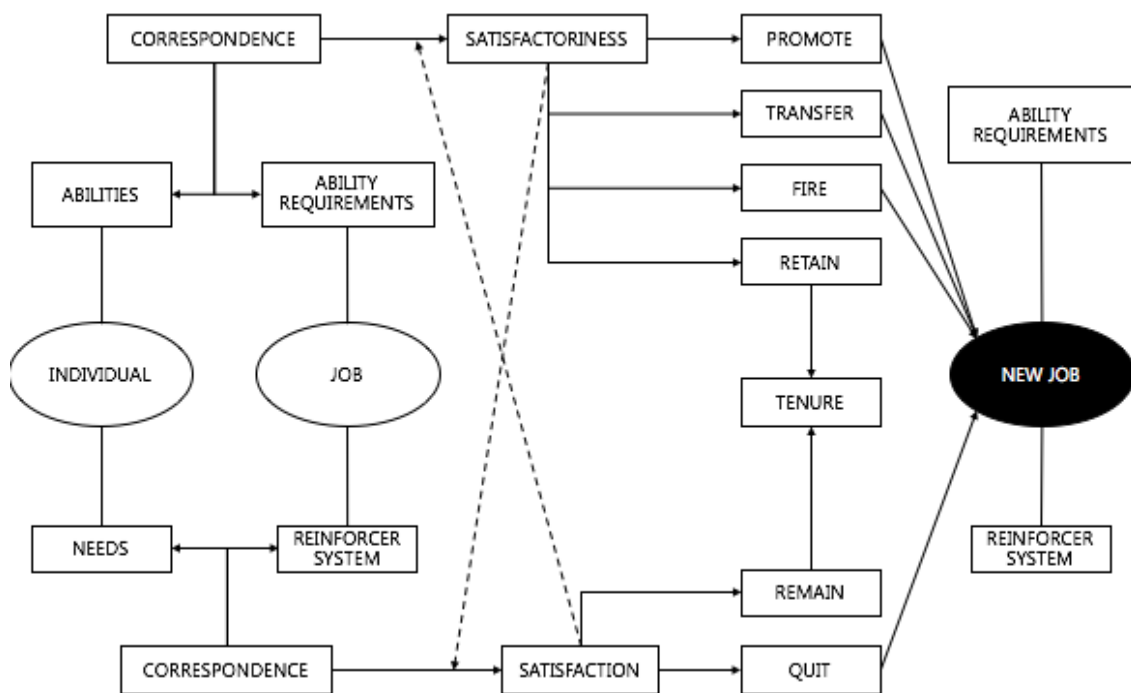 CORRESPONDENCE
SATISFACTORINESS
PROMOTE
TRANSFER
ABILITY
REQUIREMENTS
ABILITIES
ABILITY
REQUIREMENTS
FIRE
RETAIN
INDIVIDUAL
JOB
TENURE
NEW JOB
NEEDS
REINFORCER
SYSTEM
REINFORCER
SYSTEM
REMAIN
CORRESPONDENCE
SATISFACTION
QUIT